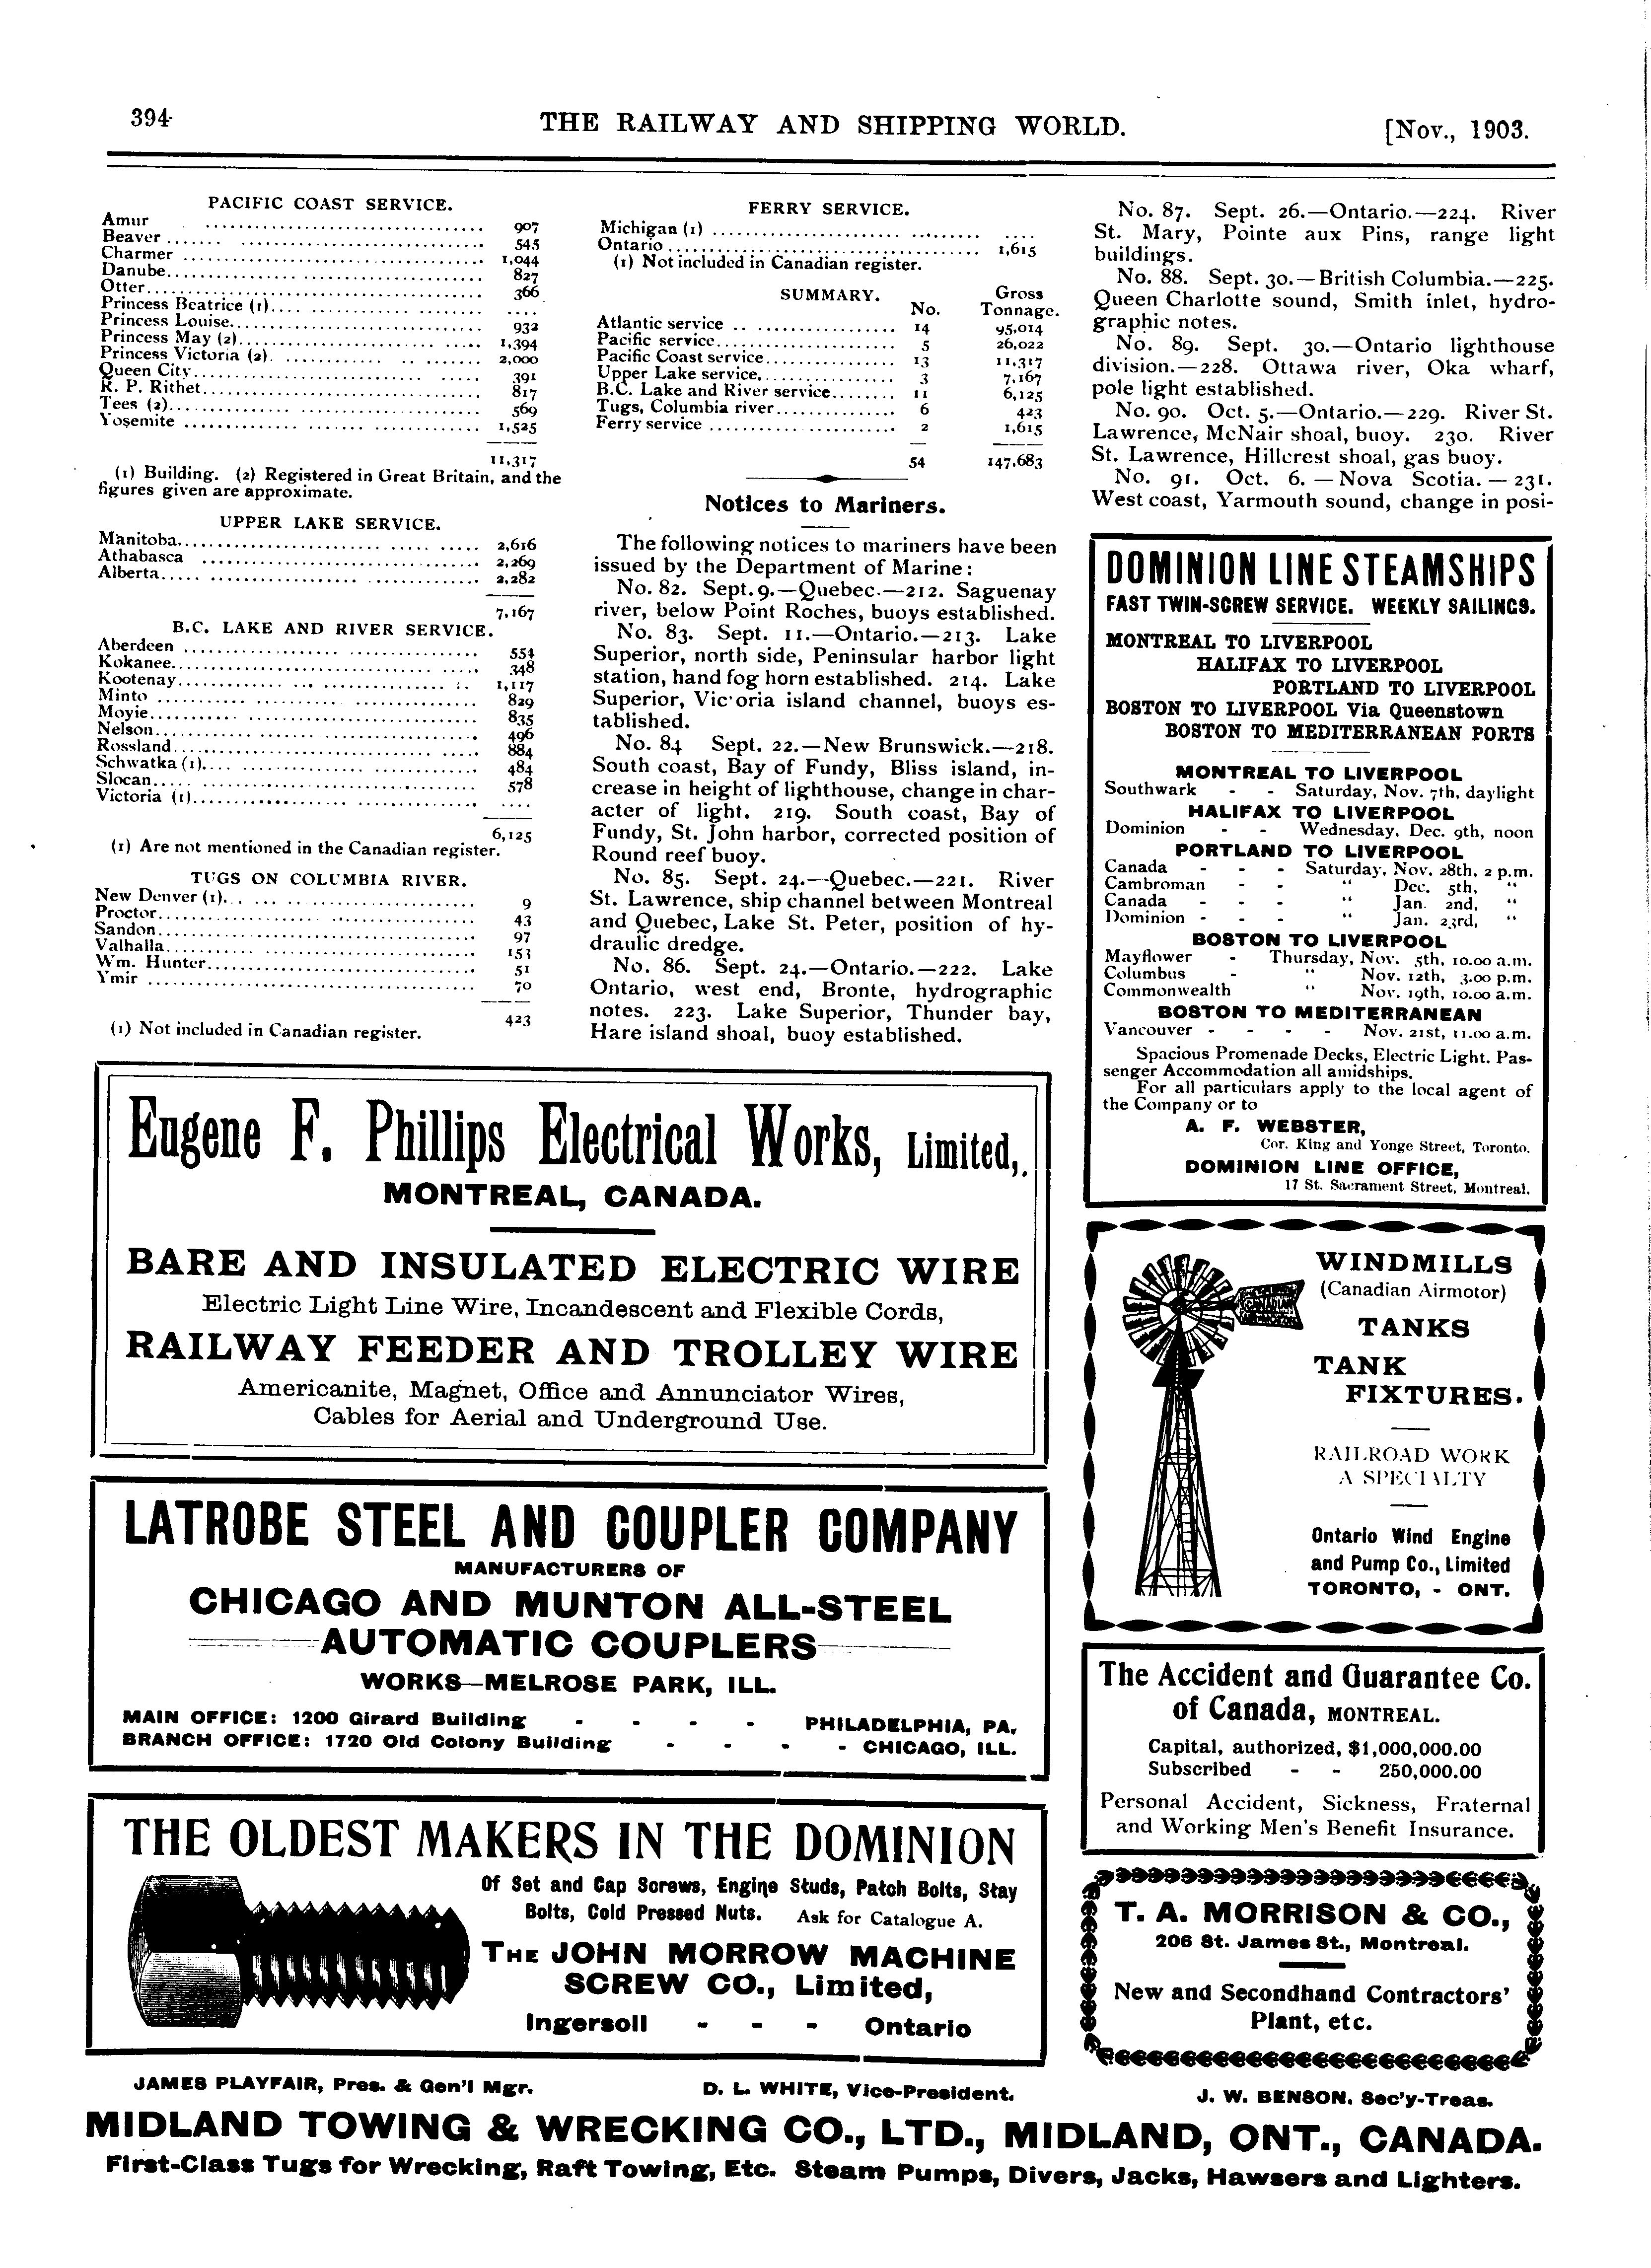 394
THE RAILWAY AND SHIPPING WORLD.
[Nov., 1903.
PACIFIC COAST SERVICE.
Amur .................................. 907
Beaver ....... .............................. 545
Charmer .................................... 1,044
Danube....................................... 827
Otter......................................... 366
Princess Beatrice (1)......................... ....
Princess Louise............................... 932
Princess May (2).............................. 1,394
Princess Victoria (2). ............ .. ....... 2,000
Queen City................................... 391
R. P. Rithet.................................. 817
Tees (2)...................................... 569
Yosemite .................................... 1,525
11,317
(1) Building. (2) Registered in Great Britain, and the
figures given are approximate.
UPPER LAKE SERVICE.
Manitoba...................................... 2,616
Athabasca .................................. 2,269
Alberta..... ................................. 2,282
7,167
B.C. LAKE AND RIVER SERVICE.
Aberdeen .................................... 554
Kokanee...................................... 348
Kootenay..................................... 1,117
Minto ....................................... 829
Moyie........................................ 835
Nelson....................................... 496
Rossland..................................... 884
Schwatka (1).................................. 484
Slocan....................................... 578
Victoria (1)................................... ....
6,125
(1) Are not mentioned in the Canadian register.
TUGS ON COLUMBIA RIVER.
New Denver (1)................................ 9
Proctor....................................... 43
Sandon....................................... 97
Valhalla...................................... 153
Wm. Hunter................................... 51
Ymir ........................................ 70
423
(1) Not included in Canadian register.
FERRY SERVICE.
Michigan (1) ........................ ......... ....
Ontario ..................................... 1,615
(1) Not included in Canadian register.
SUMMARY.
No. Gross Tonnage.
Atlantic service .. .................. 14 95,014
Pacific service........................ 5 26,022
Pacific Coast service................. 13 11,317
Upper Lake service................... 3 7,167
B.C. Lake and River service........ 11 6,125
Tugs, Columbia river............... 6 423
Ferry service ......................... 2 1,615
54 147,683
Notices to Mariners.
The following notices to mariners have been
issued by the Department of Marine:
No. 82. Sept. 9.—Quebec.—212. Saguenay
river, below Point Roches, buoys established.
No. 83. Sept. 11.—Ontario.—213. Lake
Superior, north side, Peninsular harbor light
station, hand fog horn established. 214. Lake
Superior, Vic oria island channel, buoys es-
tablished.
No. 84 Sept. 22.—New Brunswick.—218.
South coast, Bay of Fundy, Bliss island, in-
crease in height of lighthouse, change in char-
acter of light. 219. South coast, Bay of
Fundy, St. John harbor, corrected position of
Round reef buoy.
No. 85. Sept. 24.—Quebec.—221. River
St. Lawrence, ship channel between Montreal
and Quebec, Lake St. Peter, position of hy-
draulic dredge.
No. 86. Sept. 24.—Ontario.—222. Lake
Ontario, west end, Bronte, hydrographic
notes. 223. Lake Superior, Thunder bay,
Hare island shoal, buoy established.
No. 87. Sept. 26.—Ontario.—224. River
St. Mary, Pointe aux Pins, range light
buildings.
No. 88. Sept. 30.—British Columbia.—225.
Queen Charlotte sound, Smith inlet, hydro-
graphic notes.
No. 89. Sept. 30.—Ontario lighthouse
division.—228. Ottawa river, Oka wharf,
pole light established.
No. 90. Oct. 5.—Ontario.—229. River St.
Lawrence, McNair shoal, buoy. 230. River
St. Lawrence, Hillcrest shoal, gas buoy.
No. 91. Oct. 6. — Nova Scotia. — 231.
West coast, Yarmouth sound, change in posi-
DOMINION LINE STEAMSHIPS
FAST TWIN-SCREW SERVICE. WEEKLY SAILINGS.
MONTREAL TO LIVERPOOL
HALIFAX TO LIVERPOOL
PORTLAND TO LIVERPOOL
BOSTON TO LIVERPOOL Via Queenstown
BOSTON TO MEDITERRANEAN PORTS
MONTREAL TO LIVERPOOL
Southwark - - Saturday, Nov. 7th, daylight
HALIFAX TO LIVERPOOL
Dominion - - Wednesday, Dec. 9th, noon
PORTLAND TO LIVERPOOL
Canada - - - Saturday, Nov. 28th, 2 p.m.
Cambroman - - " Dec. 5th, "
Canada - - - " Jan. 2nd, "
Dominion - - - " Jan. 23rd, "
BOSTON TO LIVERPOOL
Mayflower - Thursday, Nov. 5th, 10.00 a.m.
Columbus - " Nov. 12th, 3.00 p.m.
Commonwealth " Nov. 19th, 10.00 a.m.
BOSTON TO MEDITERRANEAN
Vancouver - - - - Nov. 21st, 11.00 a.m.
Spacious Promenade Decks, Electric Light. Pas-
senger Accommodation all amidships.
For all particulars apply to the local agent of
the Company or to
A. F. WEBSTER,
Cor. King and Yonge Street, Toronto.
DOMINION LINE OFFICE,
17 St. Sacrament Street, Montreal.
Eugene F. Phillips Electrical Works, Limited,
MONTREAL, CANADA.
BARE AND INSULATED ELECTRIC WIRE
Electric Light Line Wire, Incandescent and Flexible Cords,
RAILWAY FEEDER AND TROLLEY WIRE
Americanite, Magnet, Office and Annunciator Wires,
Cables for Aerial and Underground Use.
WINDMILLS
(Canadian Airmotor)
TANKS
TANK
FIXTURES.
RAILROAD WORK
A SPECIALTY
Ontario Wind Engine
and Pump Co., Limited
TORONTO, - ONT.
CANADIAN
AIRMOTOR
LATROBE STEEL AND COUPLER COMPANY
MANUFACTURERS OF
CHICAGO AND MUNTON ALL-STEEL
AUTOMATIC COUPLERS
WORKS—MELROSE PARK, ILL.
MAIN OFFICE: 1200 Girard Building - - - - PHILADELPHIA, PA,
BRANCH OFFICE: 1720 Old Colony Building - - - - CHICAGO, ILL.
The Accident and Guarantee Co.
of Canada, MONTREAL.
Capital, authorized, $1,000,000.00
Subscribed - - 250,000.00
Personal Accident, Sickness, Fraternal
and Working Men's Benefit Insurance.
THE OLDEST MAKERS IN THE DOMINION
Of Set and Cap Screws, Engine Studs, Patch Bolts, Stay
Bolts, Cold Pressed Nuts. Ask for Catalogue A.
THE JOHN MORROW MACHINE
SCREW CO., Limited,
Ingersoll - - - Ontario
T. A. MORRISON & CO.,
206 St. James St., Montreal.
New and Secondhand Contractors'
Plant, etc.
JAMES PLAYFAIR, Pres. & Gen'l Mgr.
D. L. WHITE, Vice-President.
J. W. BENSON. Sec'y-Treas.
MIDLAND TOWING & WRECKING CO., LTD., MIDLAND, ONT., CANADA.
First-Class Tugs for Wrecking, Raft Towing, Etc. Steam Pumps, Divers, Jacks, Hawsers and Lighters.